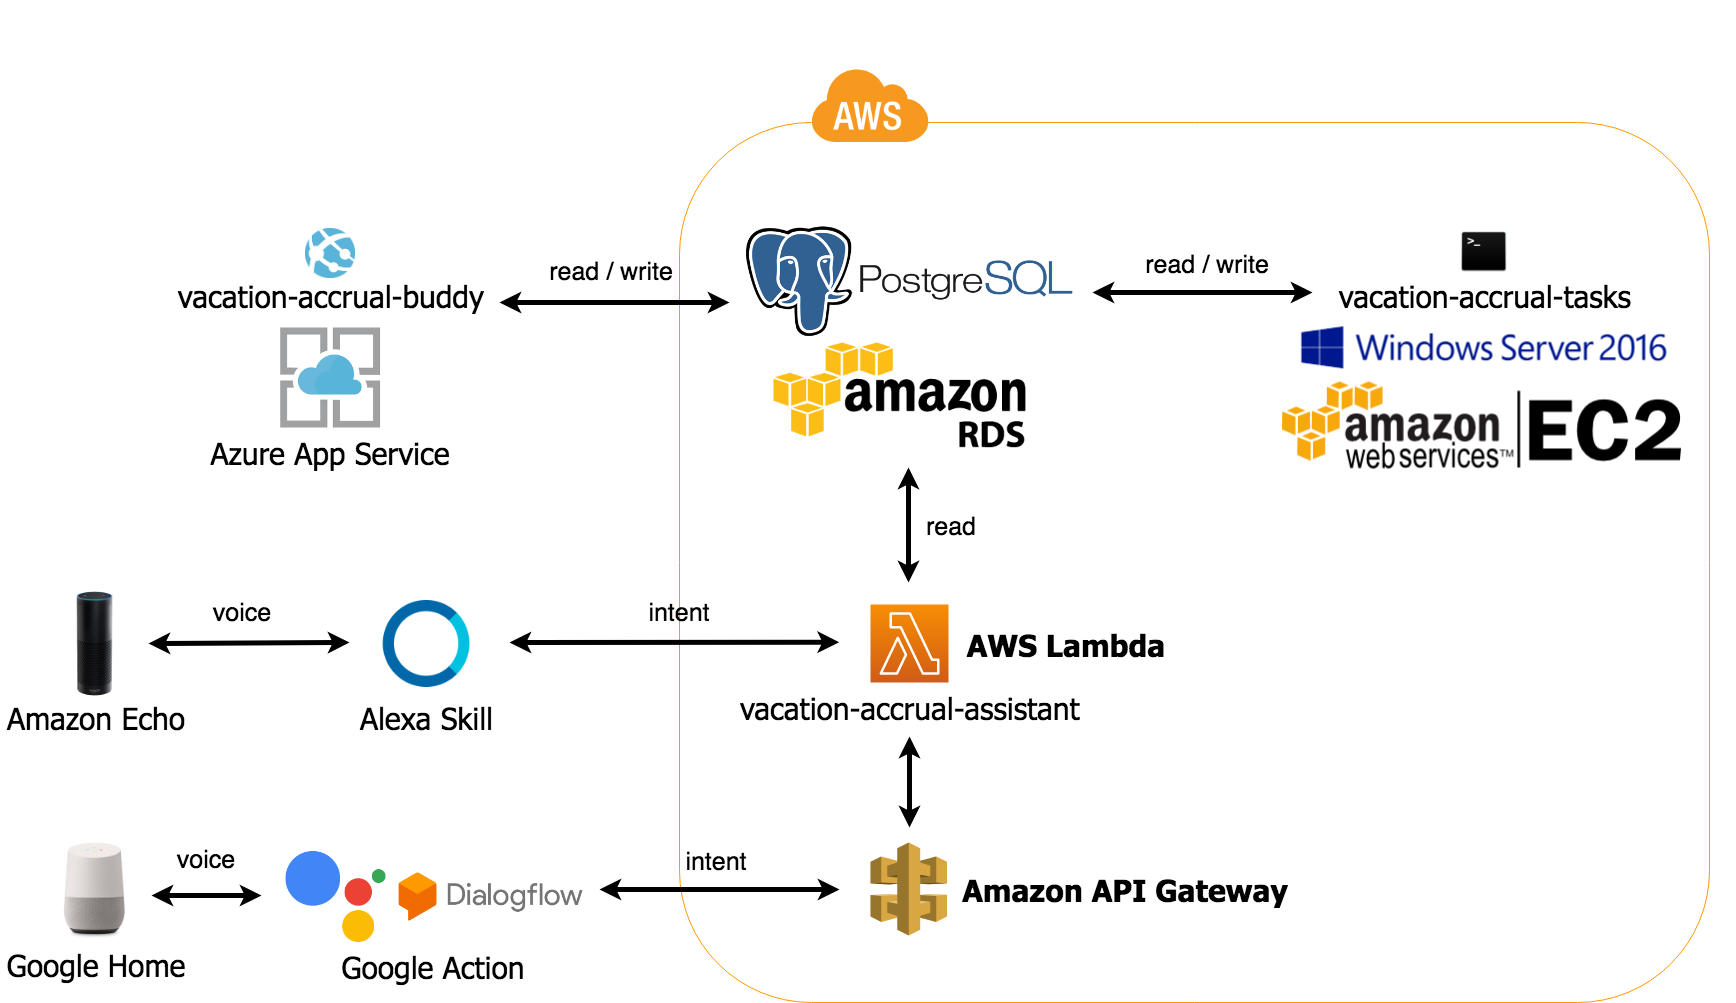 AWS
read / write
vacation-accrual-buddy
Azure App Service
PostgreSQL
amazon
RDS
read / write
>_
vacation-accrual-tasks
Windows Server 2016
amazon
web services™
EC2
read
voice
intent
Amazon Echo
Alexa Skill
AWS Lambda
vacation-accrual-assistant
voice
intent
Dialogflow
Amazon API Gateway
Google Home
Google Action